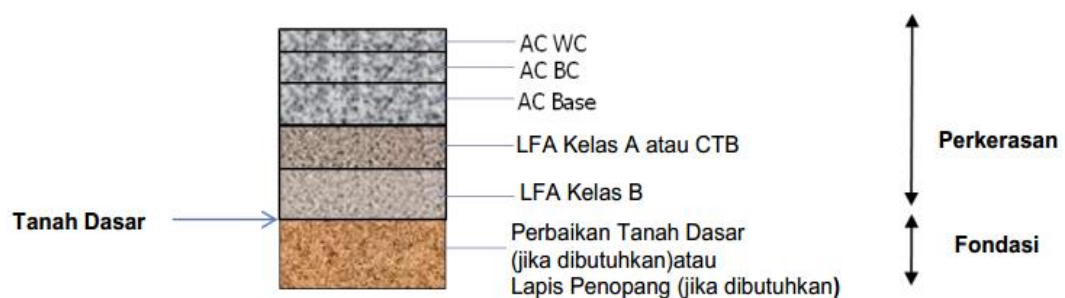 AC WC
AC BC
AC Base
LFA Kelas A atau CTB
Perkerasan
LFA Kelas B
Tanah Dasar
Perbaikan Tanah Dasar
(jika dibutuhkan)atau
Lapis Penopang (jika dibutuhkan)
Fondasi